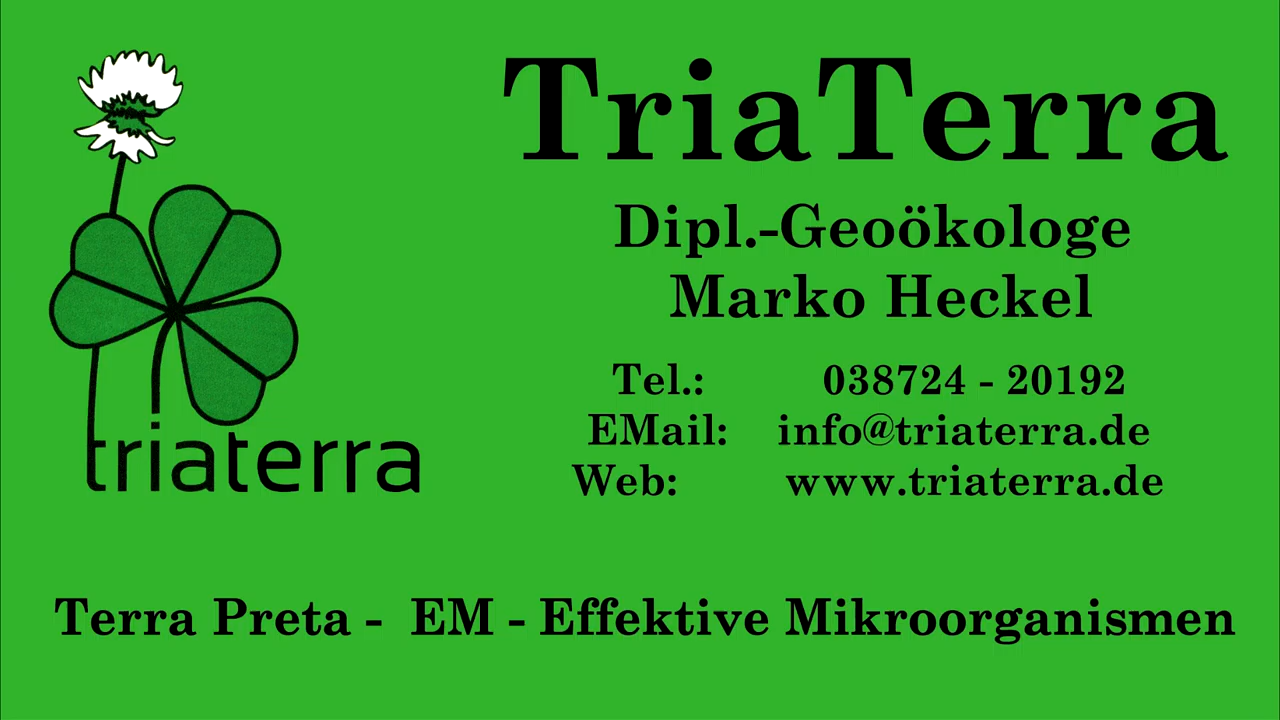 TriaTerra
Dipl.-Geoökologe
Marko Heckel
Tel.: 038724 - 20192
EMail: info@triaterra.de
Web: www.triaterra.de
triaterra
Terra Preta - EM - Effektive Mikroorganismen